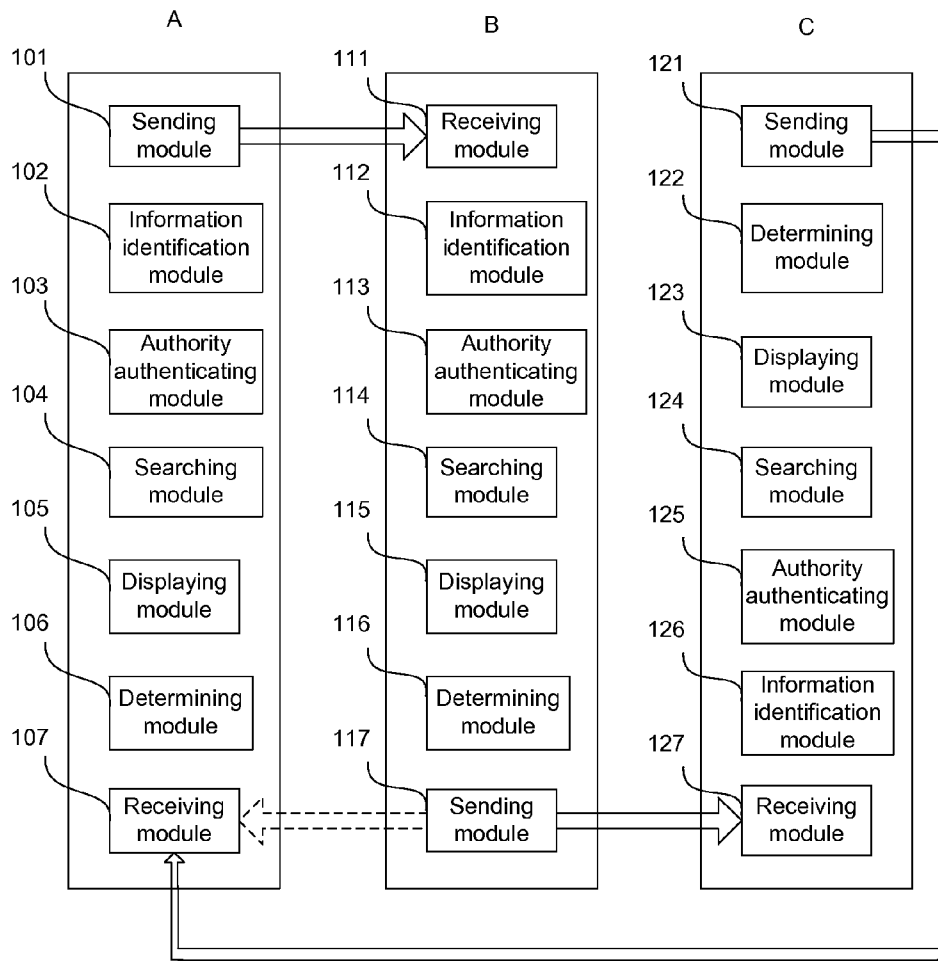 A
B
C
101
Sending
module
102
Information
identification
module
103
Authority
authenticating
module
104
Searching
module
105
Displaying
module
106
Determining
module
107
Receiving
module
111
Receiving
module
112
Information
identification
module
113
Authority
authenticating
module
114
Searching
module
115
Displaying
module
116
Determining
module
117
Sending
module
121
Sending
module
122
Determining
module
123
Displaying
module
124
Searching
module
125
Authority
authenticating
module
126
Information
identification
module
127
Receiving
module